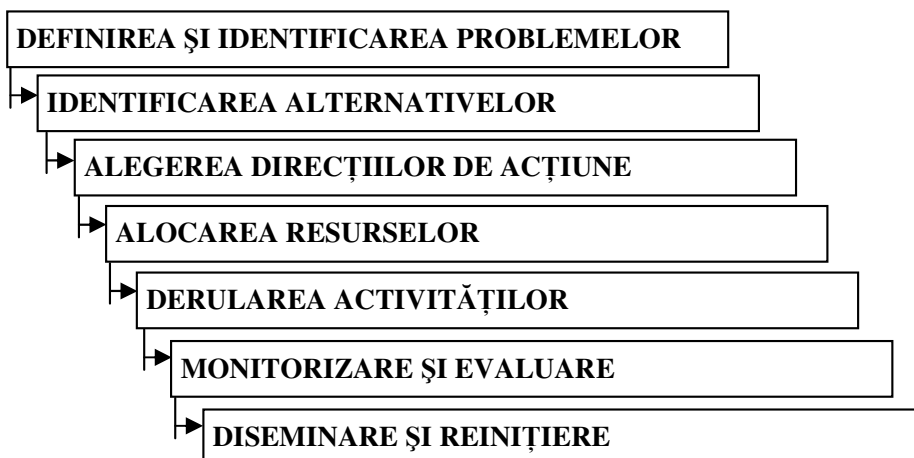 DEFINIREA ŞI IDENTIFICAREA PROBLEMELOR
IDENTIFICAREA ALTERNATIVELOR
ALEGEREA DIRECȚIILOR DE ACȚIUNE
ALOCAREA RESURSELOR
DERULAREA ACTIVITĂȚILOR
MONITORIZARE ŞI EVALUARE
DISEMINARE ŞI REINIȚIERE